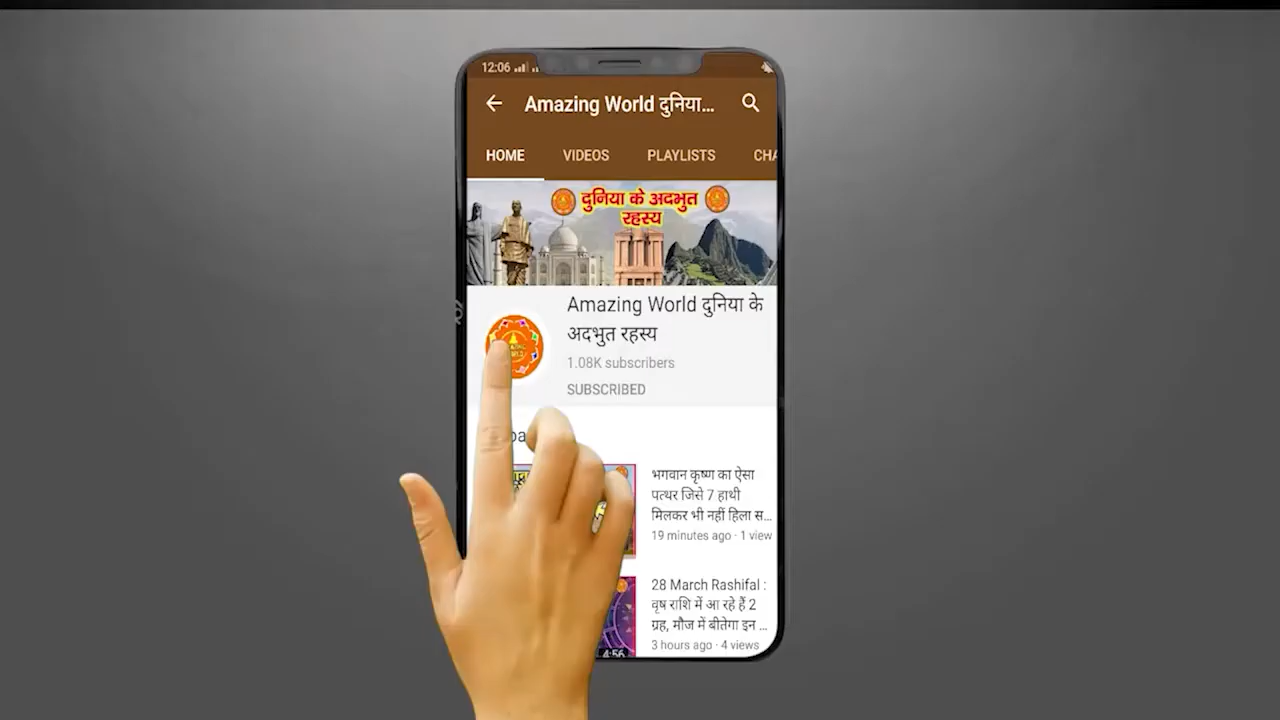 12:06
Amazing World दुनिया...
HOME VIDEOS PLAYLISTS CHA
दुनिया के अदभुत
रहस्य
Amazing World दुनिया के
अदभुत रहस्य
1.08K subscribers
SUBSCRIBED
भगवान कृष्ण का ऐसा
पत्थर जिसे 7 हाथी
मिलकर भी नहीं हिला स...
19 minutes ago · 1 view
28 March Rashifal :
वृष राशि में आ रहे हैं 2
ग्रह, मौज में बीतेगा इन ...
3 hours ago · 4 views
4:56